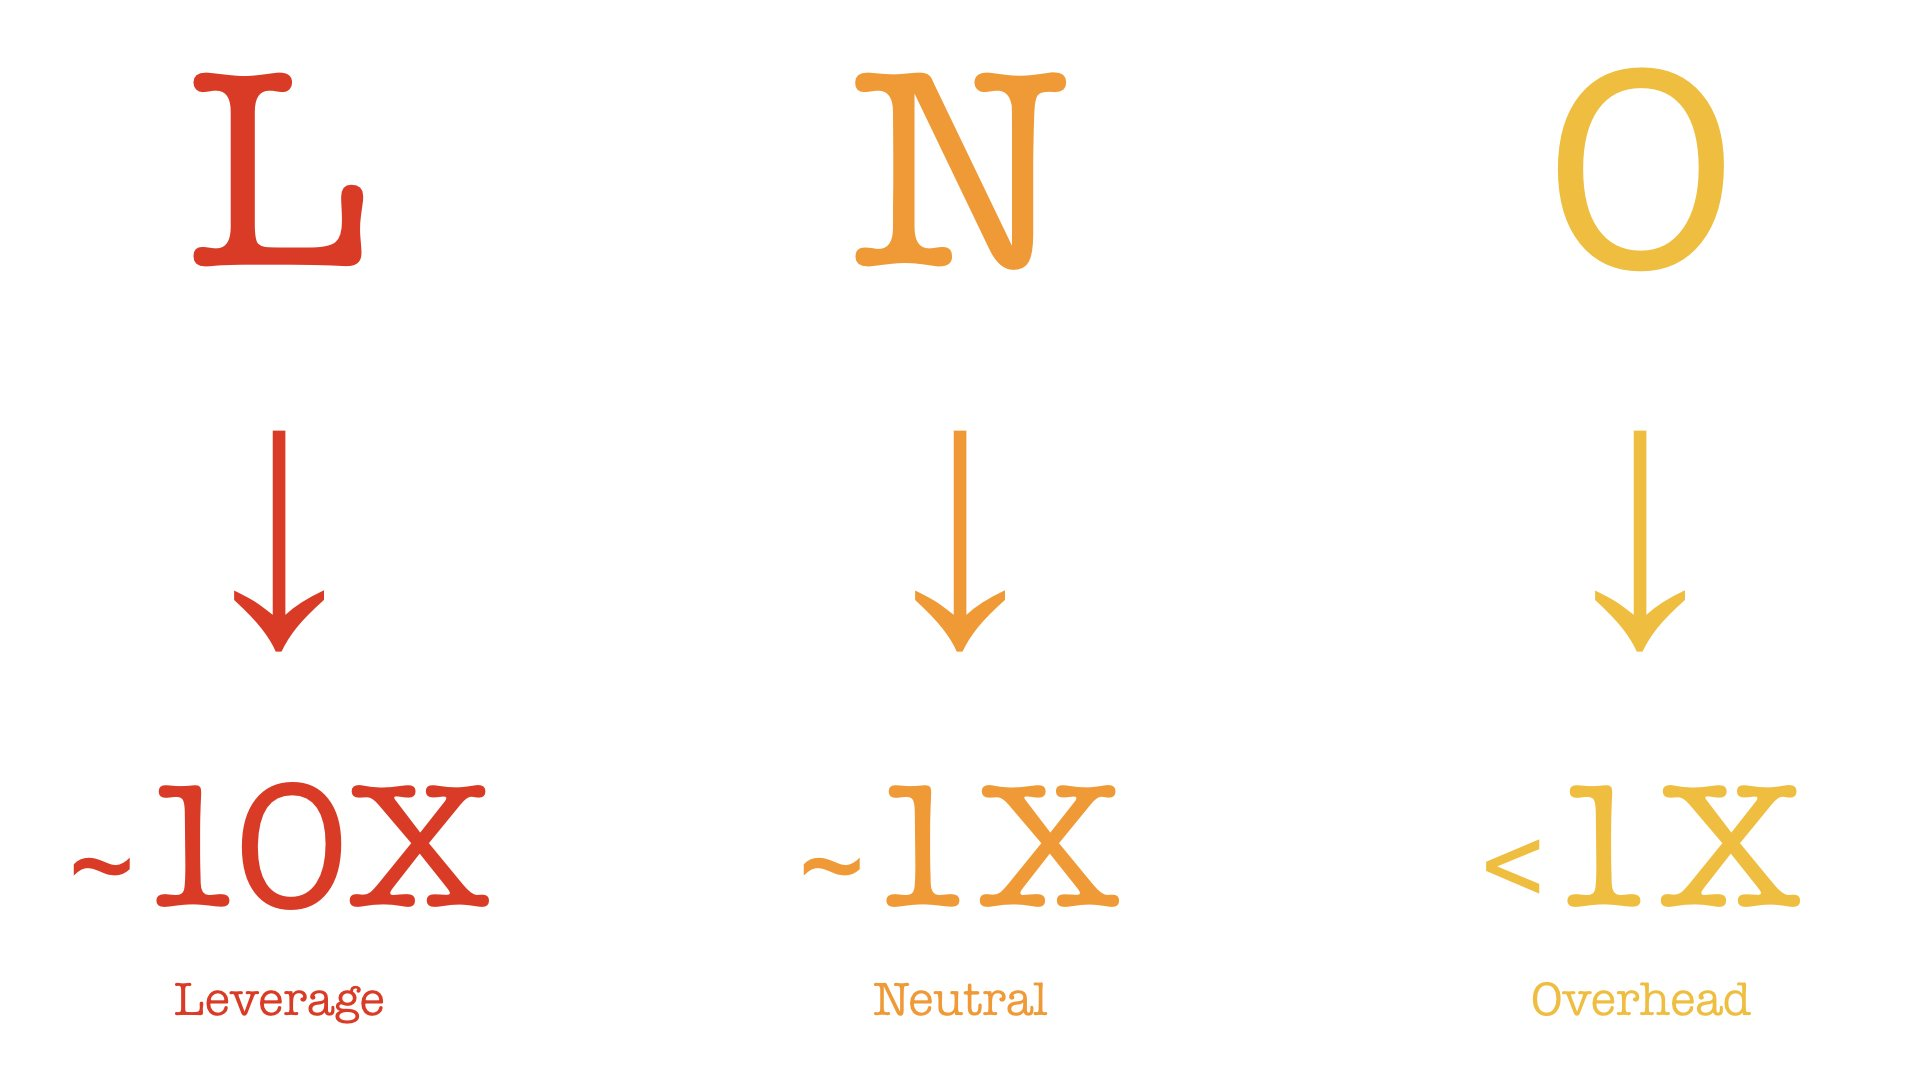 L N O
↓ ↓ ↓
~10X ~1X <1X
Leverage Neutral Overhead